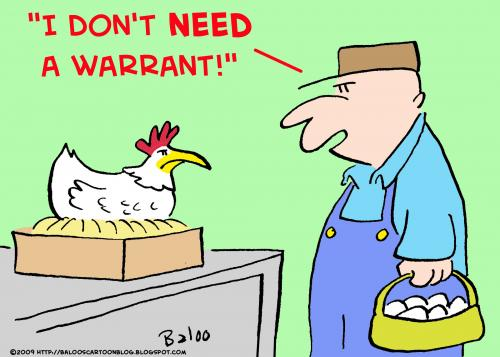 "I DON'T NEED
A WARRANT!"
Baloo
©2009 HTTP://BALOOSCARTOONBLOG.BLOGSPOT.COM